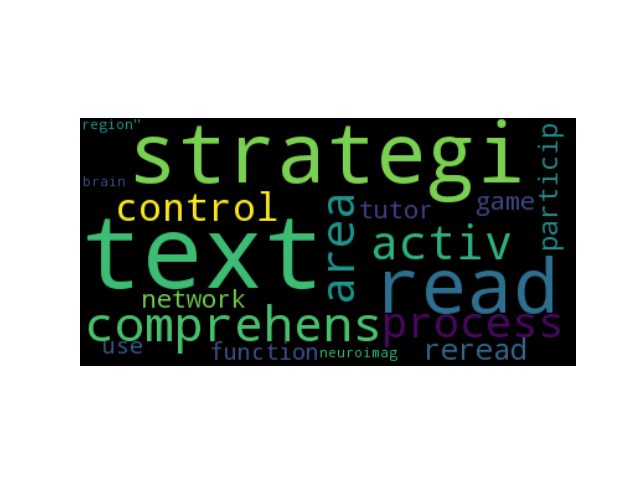 region"
strategi
particip
brain
control
area
tutor
game
text
activ
read
network
comprehens
process
use
function
neuroimag
reread